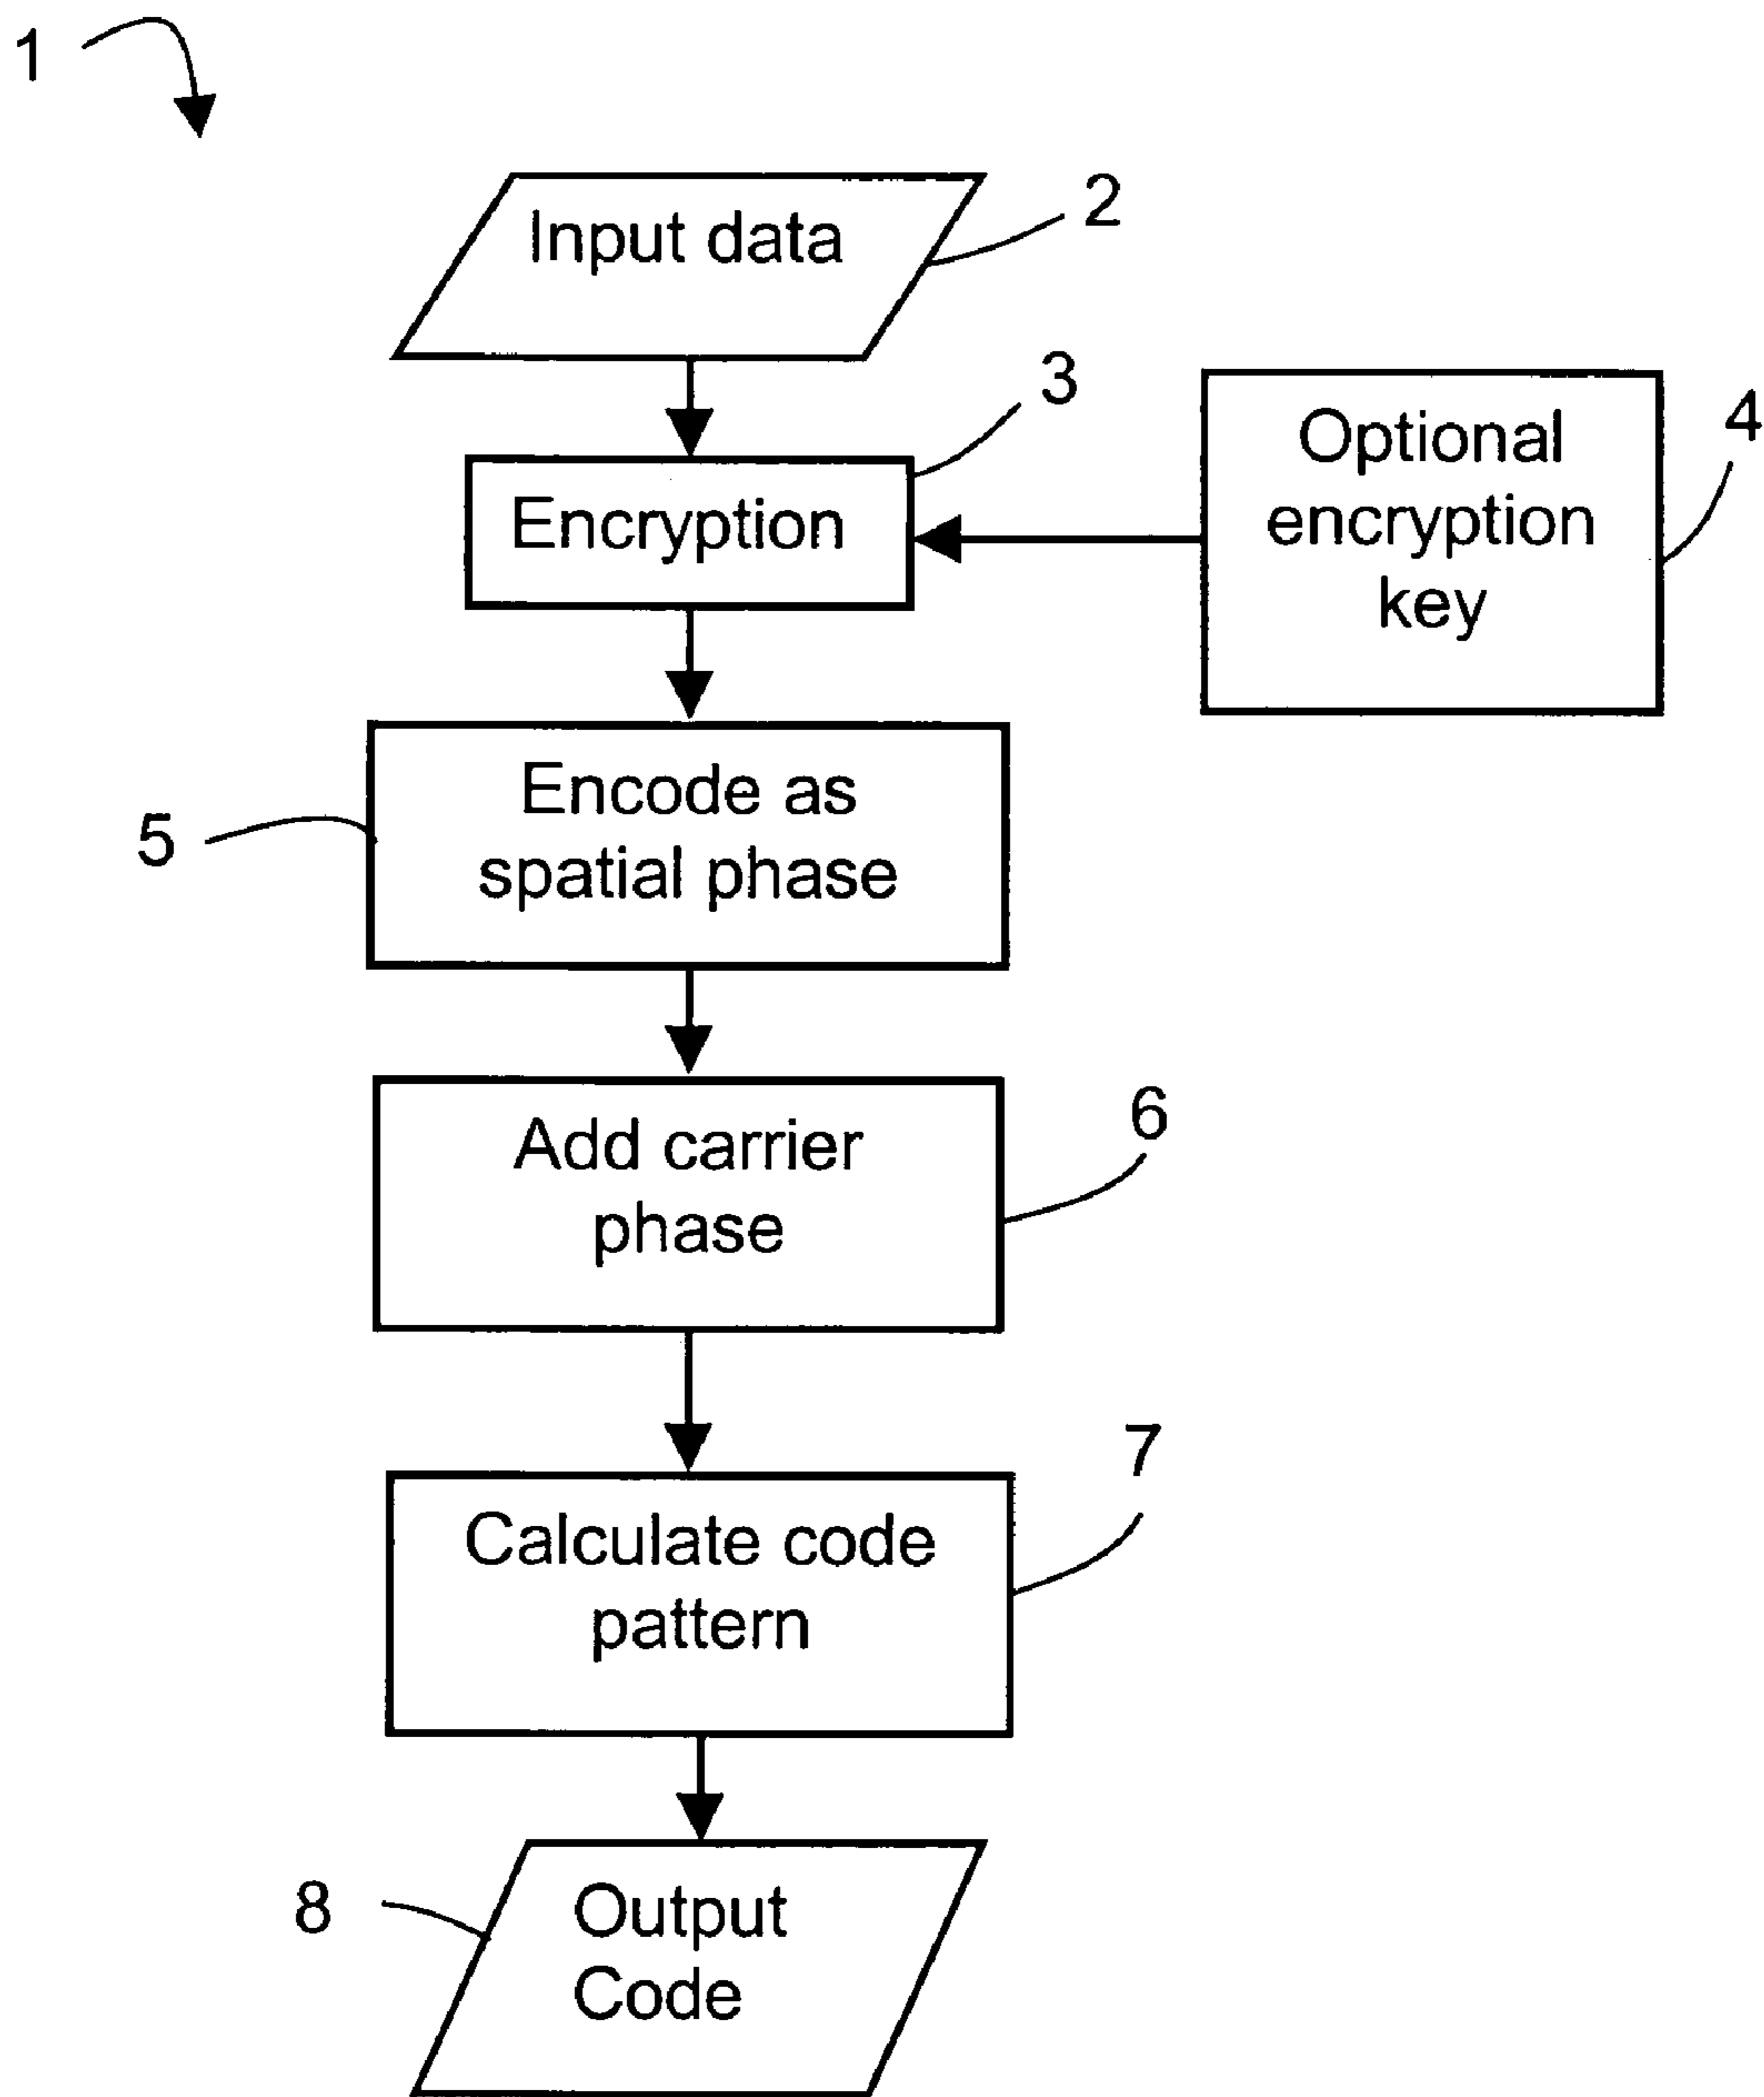 1
Input data
2
Encryption
3
Optional
encryption
key
4
Encode as
spatial phase
5
Add carrier
phase
6
Calculate code
pattern
7
Output
Code
8